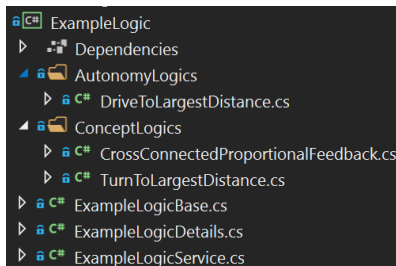 C# ExampleLogic
Dependencies
AutonomyLogics
C# DriveToLargestDistance.cs
ConceptLogics
C# CrossConnectedProportionalFeedback.cs
C# TurnToLargestDistance.cs
C# ExampleLogicBase.cs
C# ExampleLogicDetails.cs
C# ExampleLogicService.cs